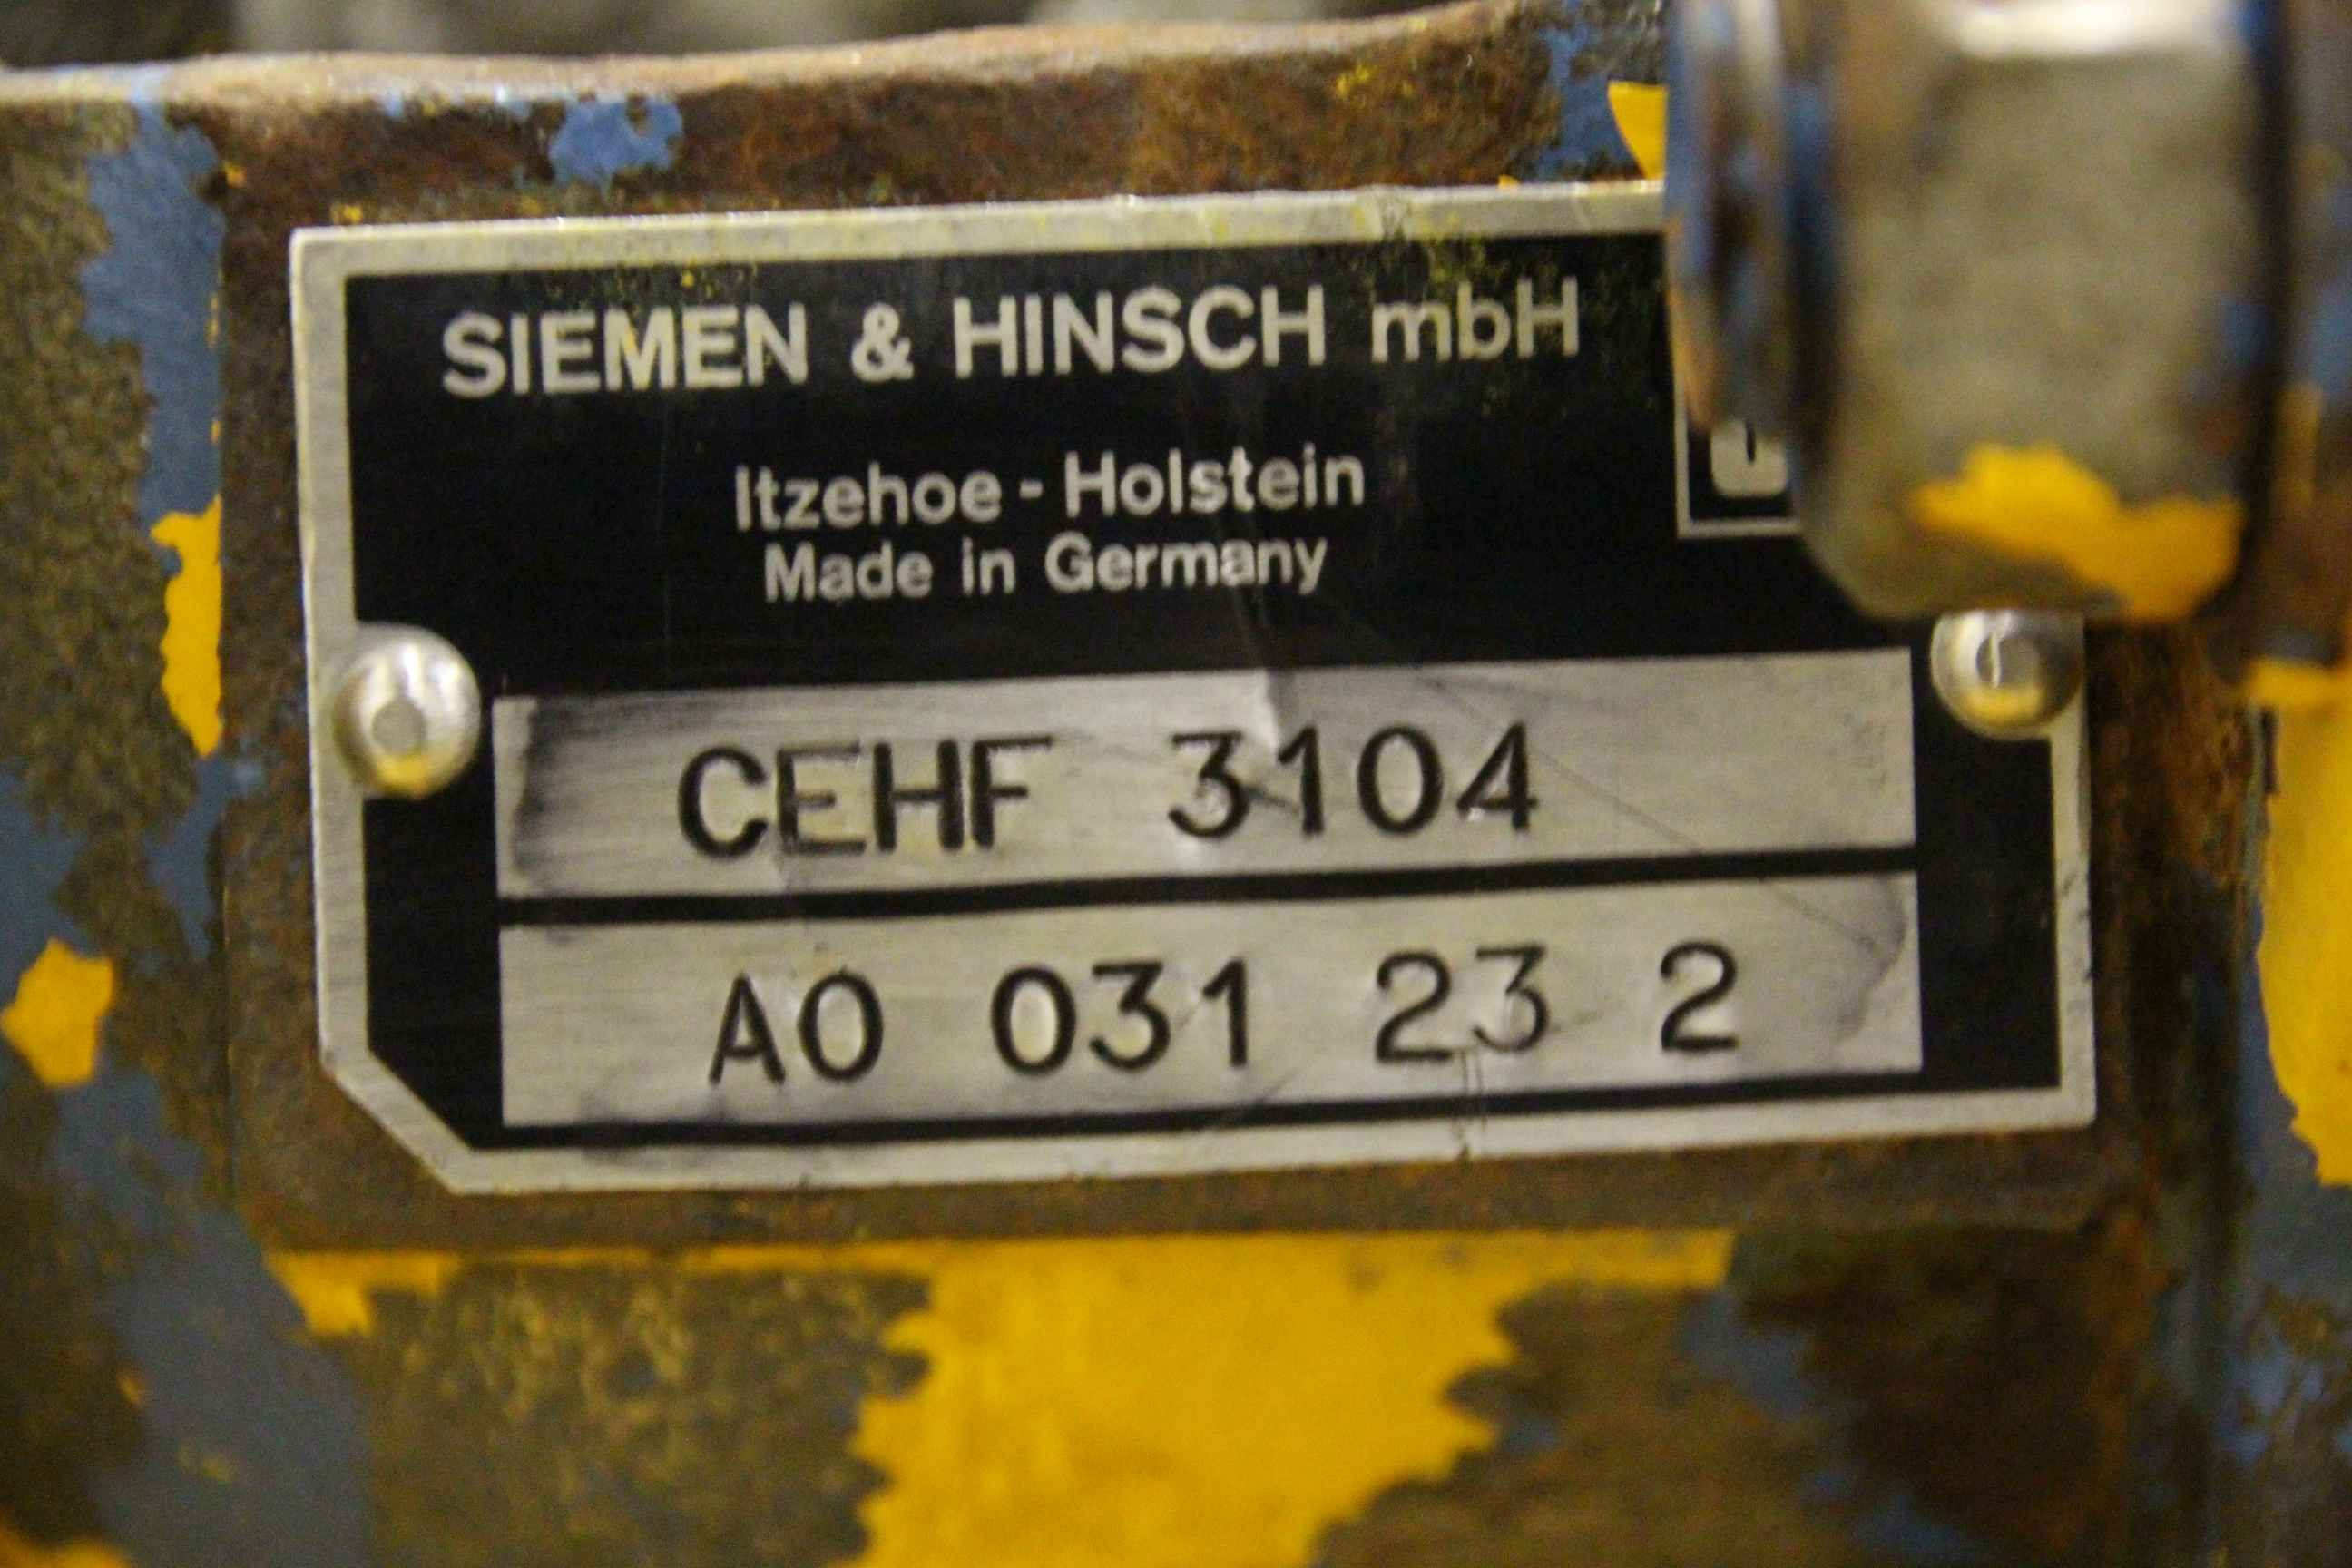 SIEMEN & HINSCH mbH
Itzehoe - Holstein
Made in Germany
CEHF 3104
AO 031 23 2